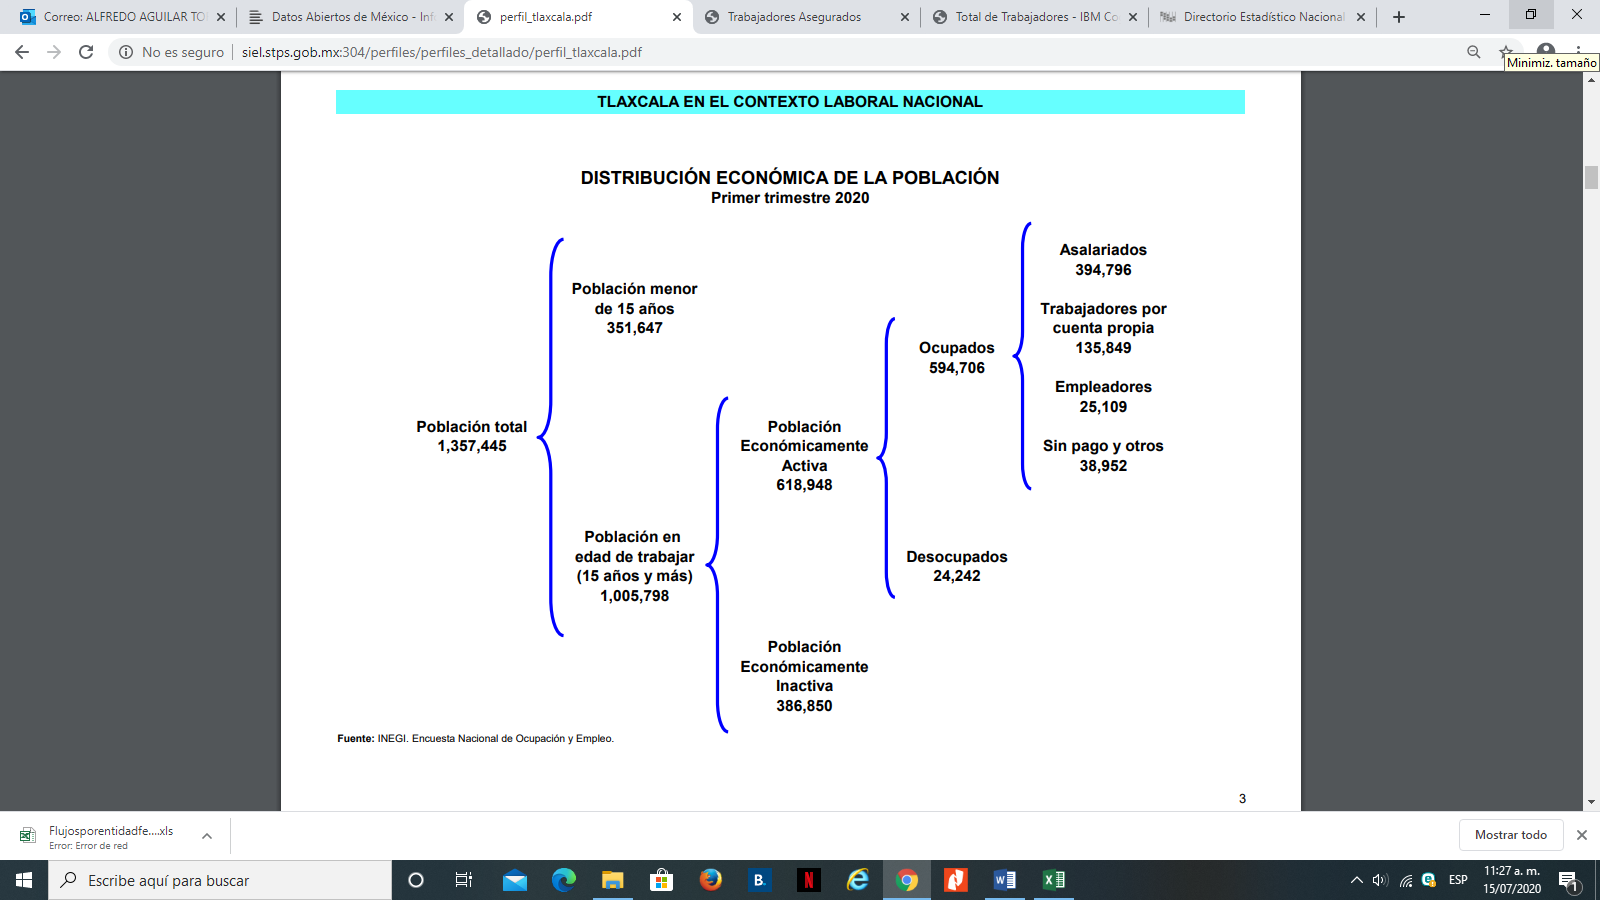 Correo: ALFREDO AGUILAR TO
Datos Abiertos de México - Inf
perfil_tlaxcala.pdf
Trabajadores Asegurados
Total de Trabajadores - IBM Co
Directorio Estadístico Nacional
No es seguro
siel.stps.gob.mx:304/perfiles/perfiles_detallado/perfil_tlaxcala.pdf
Minimiz. tamaño
TLAXCALA EN EL CONTEXTO LABORAL NACIONAL
DISTRIBUCIÓN ECONÓMICA DE LA POBLACIÓN
Primer trimestre 2020
Población total
1,357,445
Población menor
de 15 años
351,647
Población en
edad de trabajar
(15 años y más)
1,005,798
Población
Económicamente
Activa
618,948
Población
Económicamente
Inactiva
386,850
Ocupados
594,706
Desocupados
24,242
Asalariados
394,796
Trabajadores por
cuenta propia
135,849
Empleadores
25,109
Sin pago y otros
38,952
Fuente: INEGI. Encuesta Nacional de Ocupación y Empleo.
3
Flujosporentidadfe....xls
Error: Error de red
Mostrar todo
Escribe aquí para buscar
B.
N
ESP
11:27 a. m.
15/07/2020
1